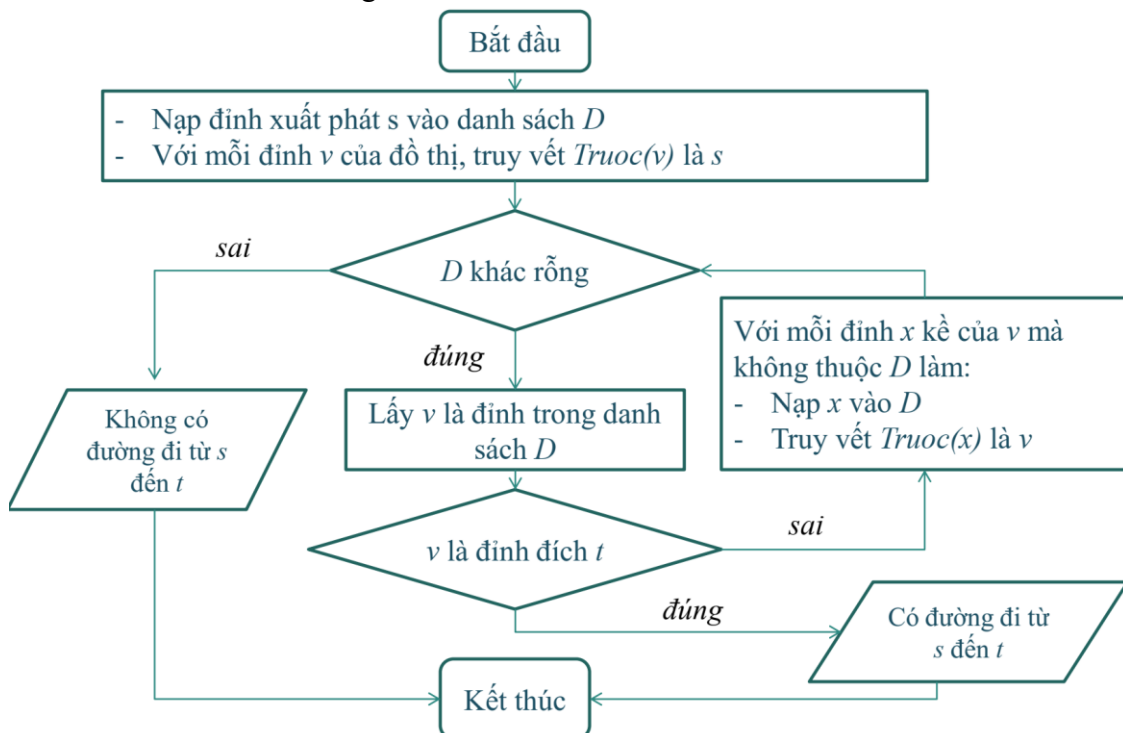 Bắt đầu
- Nạp đỉnh xuất phát s vào danh sách D
- Với mỗi đỉnh v của đồ thị, truy vết Truoc(v) là s
sai
D khác rỗng
đúng
Với mỗi đỉnh x kề của v mà
không thuộc D làm:
- Nạp x vào D
- Truy vết Truoc(x) là v
Không có
đường đi từ s
đến t
Lấy v là đỉnh trong danh
sách D
sai
v là đỉnh đích t
đúng
Có đường đi từ
s đến t
Kết thúc